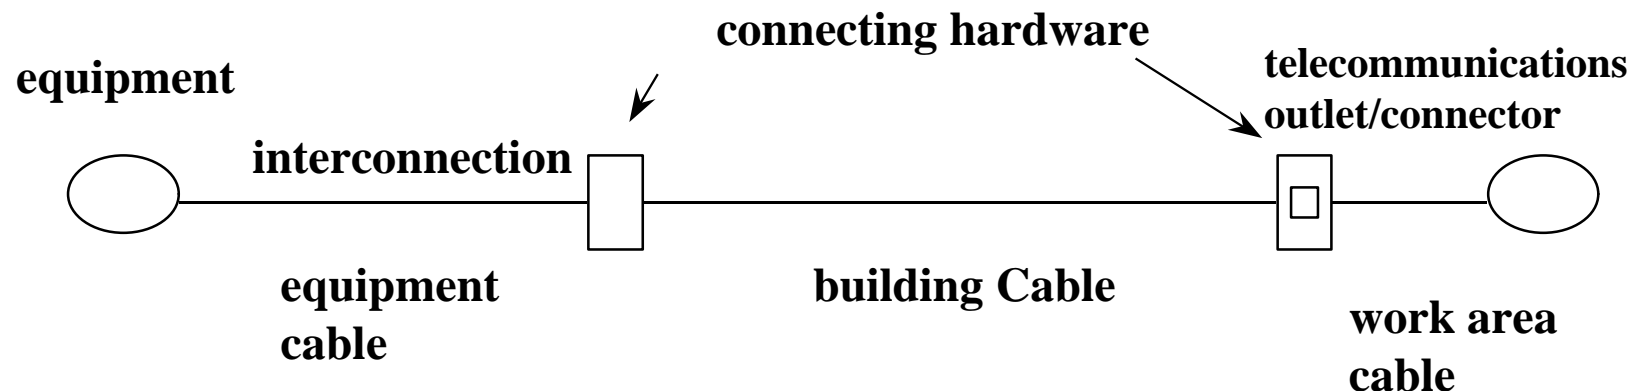 connecting hardware
equipment
telecommunications
outlet/connector
interconnection
equipment
cable
building Cable
work area
cable